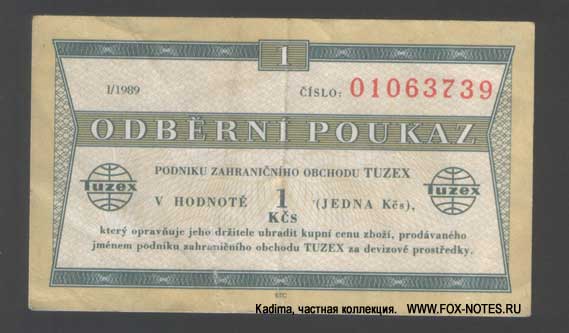 1
I/1989
ČÍSLO: 01063739
ODBĚRNÍ POUKAZ
PODNIKU ZAHRANIČNÍHO OBCHODU TUZEX
Tuzex
V HODNOTĚ 1 Kčs (JEDNA Kčs),
Tuzex
který opravňuje jeho držitele uhradit kupní cenu zboží, prodávaného
jménem podniku zahraničního obchodu TUZEX za devizové prostředky.
STC
Kadima, частная коллекция. WWW.FOX-NOTES.RU